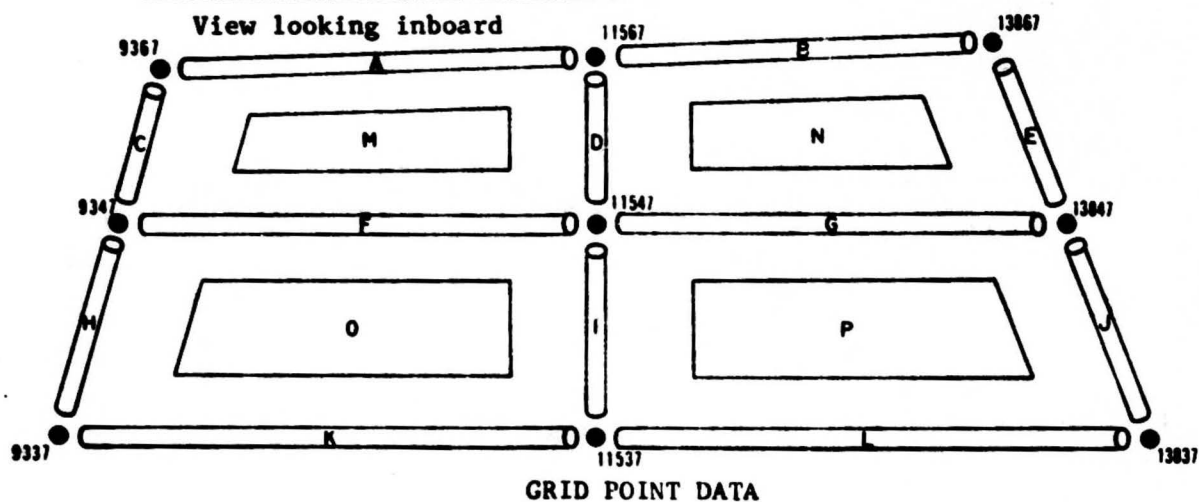 View looking inboard
9367
11567
13867
A
B
C
M
D
N
E
9347
11547
13847
F
G
H
O
I
P
J
9337
K
11537
L
13837
GRID POINT DATA